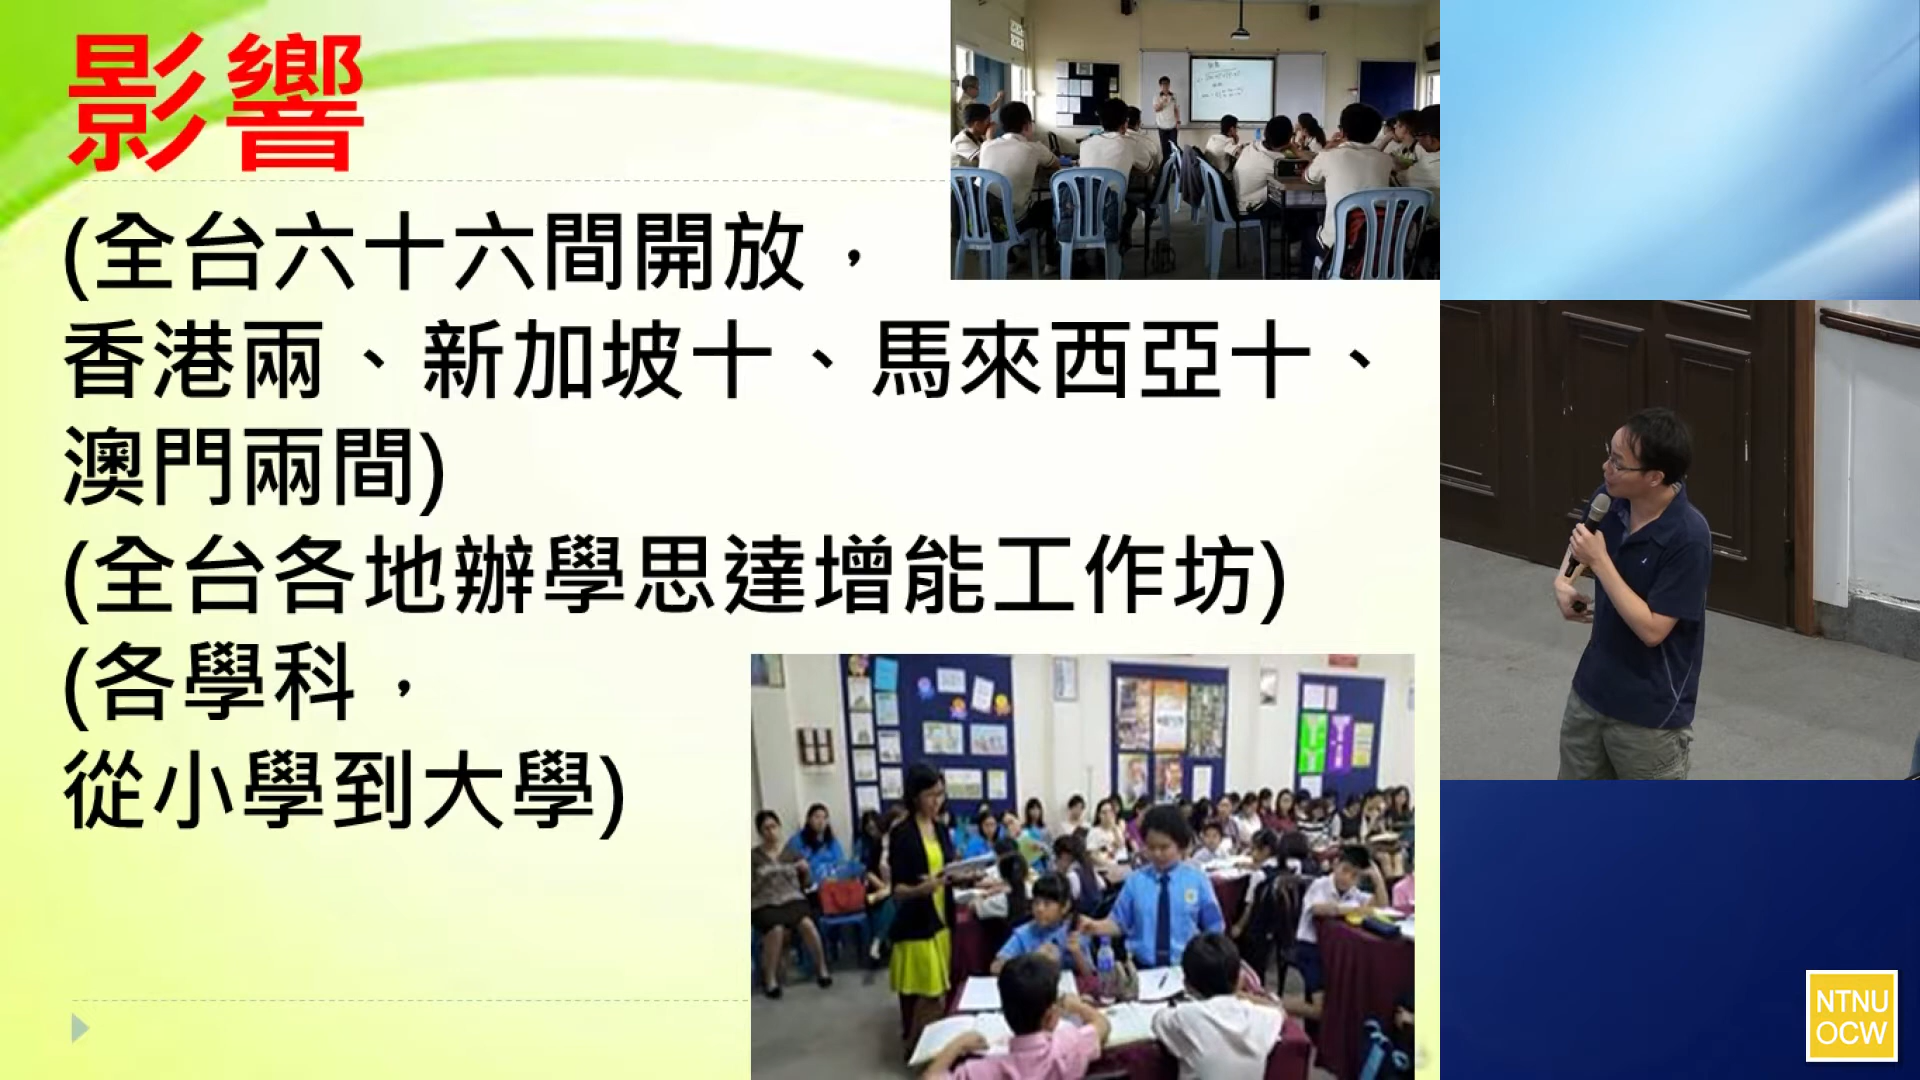 影響
(全台六十六間開放，
香港兩、新加坡十、馬來西亞十、
澳門兩間)
(全台各地辦學思達增能工作坊)
(各學科，
從小學到大學)
NTNU
OCW